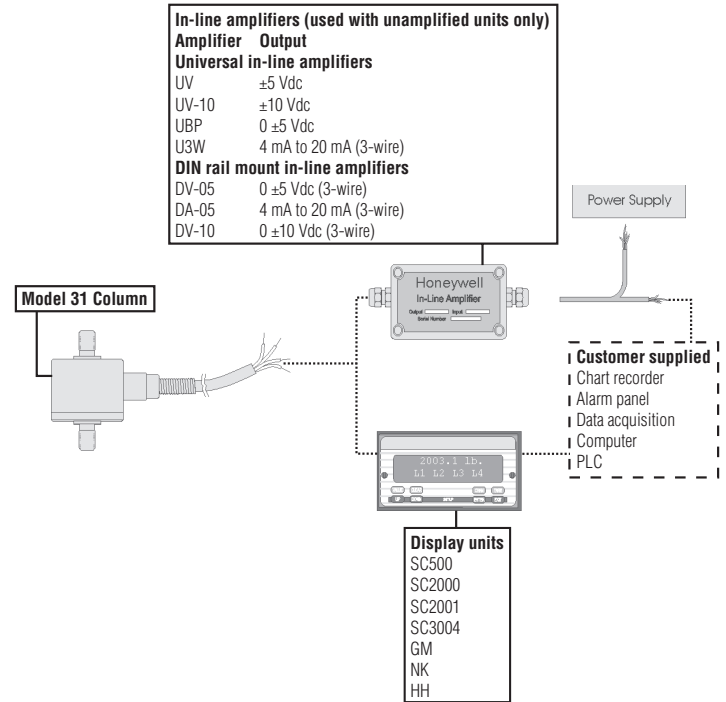 In-line amplifiers (used with unamplified units only)
Amplifier Output
Universal in-line amplifiers
UV ±5 Vdc
UV-10 ±10 Vdc
UBP 0 ±5 Vdc
U3W 4 mA to 20 mA (3-wire)
DIN rail mount in-line amplifiers
DV-05 0 ±5 Vdc (3-wire)
DA-05 4 mA to 20 mA (3-wire)
DV-10 0 ±10 Vdc (3-wire)
Power Supply
Honeywell
In-Line Amplifier
Output Input
Serial Number
Model 31 Column
Customer supplied
Chart recorder
Alarm panel
Data acquisition
Computer
PLC
2003.1 lb.
L1 L2 L3 L4
SETUP
Display units
SC500
SC2000
SC2001
SC3004
GM
NK
HH